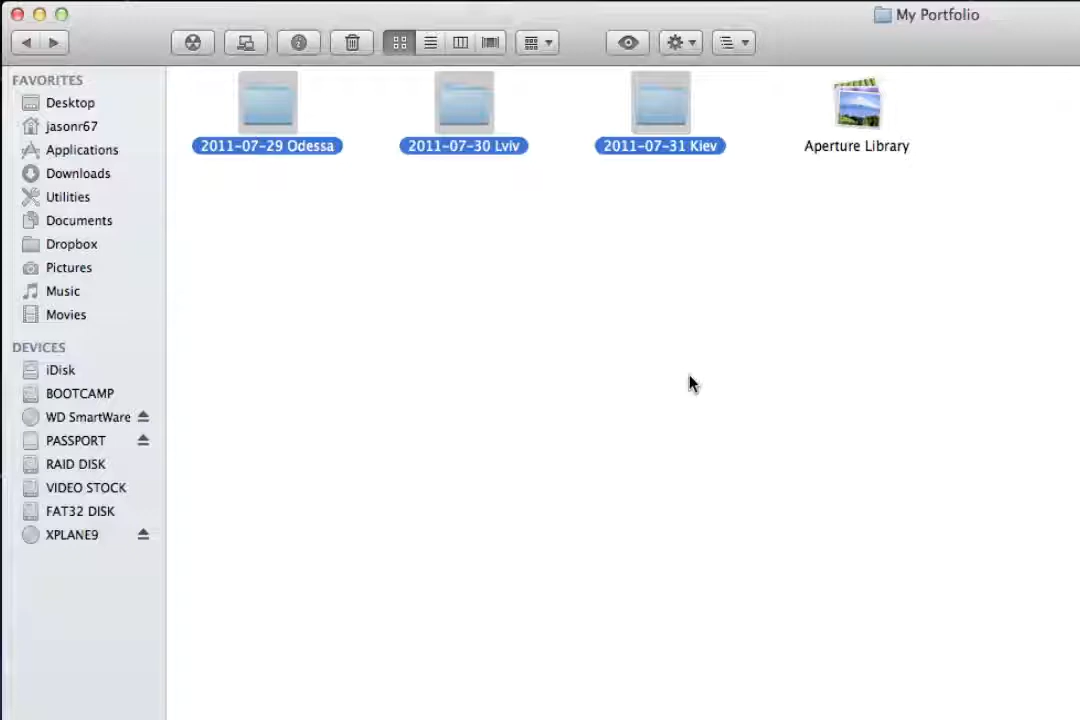 My Portfolio
FAVORITES
Desktop
jasonr67
Applications
Downloads
Utilities
Documents
Dropbox
Pictures
Music
Movies
DEVICES
iDisk
BOOTCAMP
WD SmartWare
PASSPORT
RAID DISK
VIDEO STOCK
FAT32 DISK
XPLANE9
2011-07-29 Odessa
2011-07-30 Lviv
2011-07-31 Kiev
Aperture Library